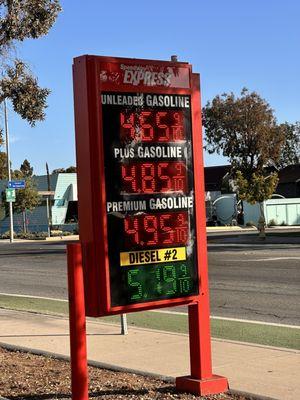 Speedway
EXPRESS
UNLEADED GASOLINE
4.65 9/10
PLUS GASOLINE
4.85 9/10
PREMIUM GASOLINE
4.95 9/10
DIESEL #2
5.19 9/10